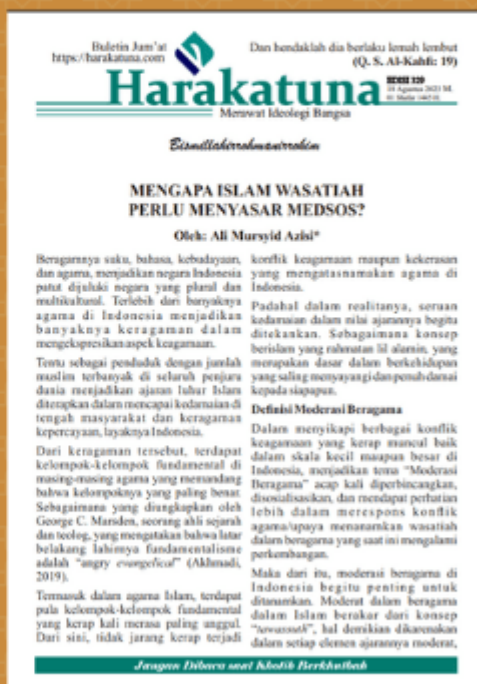 Buletin Jum'at
https://harakatuna.com
Dan hendaklah dia berlaku lemah lembut
(Q. S. Al-Kahfi: 19)
Harakatuna
EDISI 329
18 Agustus 2023 M.
Merawat Ideologi Bangsa
Bismillahirrohmanirrohim
MENGAPA ISLAM WASATIAH
PERLU MENYASAR MEDSOS?
Oleh: Ali Mursyid Azisi*
Beragamnya suku, bahasa, kebudayaan,
dan agama, menjadikan negara Indonesia
patut dijuluki negara yang plural dan
multikultural. Terlebih dari banyaknya
agama di Indonesia menjadikan
banyaknya keragaman dalam
mengekspresikan aspek keagamaan.
Tentu sebagai penduduk dengan jumlah
muslim terbanyak di seluruh penjuru
dunia menjadikan ajaran luhur Islam
diterapkan dalam mencapai kedamaian di
tengah masyarakat dan keragaman
kepercayaan, layaknya Indonesia.
Dari keragaman tersebut, terdapat
kelompok-kelompok fundamental di
masing-masing agama yang memandang
bahwa kelompoknya yang paling benar.
Sebagaimana yang diungkapkan oleh
George C. Marsden, seorang ahli sejarah
dan teolog, yang mengatakan bahwa latar
belakang lahirnya fundamentalisme
adalah "angry evangelical" (Akhmadi,
2019).
Termasuk dalam agama Islam, terdapat
pula kelompok-kelompok fundamental
yang kerap kali merasa paling unggul.
Dari sini, tidak jarang kerap terjadi
konflik keagamaan maupun kekerasan
yang mengatasnamakan agama di
Indonesia.
Padahal dalam realitanya, seruan
kedamaian dalam nilai ajarannya begitu
ditekankan. Sebagaimana konsep
berislam yang rahmatan lil alamin, yang
merupakan dasar dalam berkehidupan
yang saling menyayangi dan penuh damai
kepada siapapun.
Definisi Moderasi Beragama
Dalam menyikapi berbagai konflik
keagamaan yang kerap muncul baik
dalam skala kecil maupun besar di
Indonesia, menjadikan tema "Moderasi
Beragama" acap kali diperbincangkan,
disosialisasikan, dan mendapat perhatian
lebih dalam merespons konflik
agama/upaya menanamkan wasatiah
dalam beragama yang saat ini mengalami
perkembangan.
Maka dari itu, moderasi beragama di
Indonesia begitu penting untuk
ditanamkan. Moderat dalam beragama
dalam Islam berakar dari konsep
"tawassuth", hal demikian dikarenakan
dalam setiap elemen ajarannya moderat,
Jangan Dibaca saat Khotib Berkhutbah